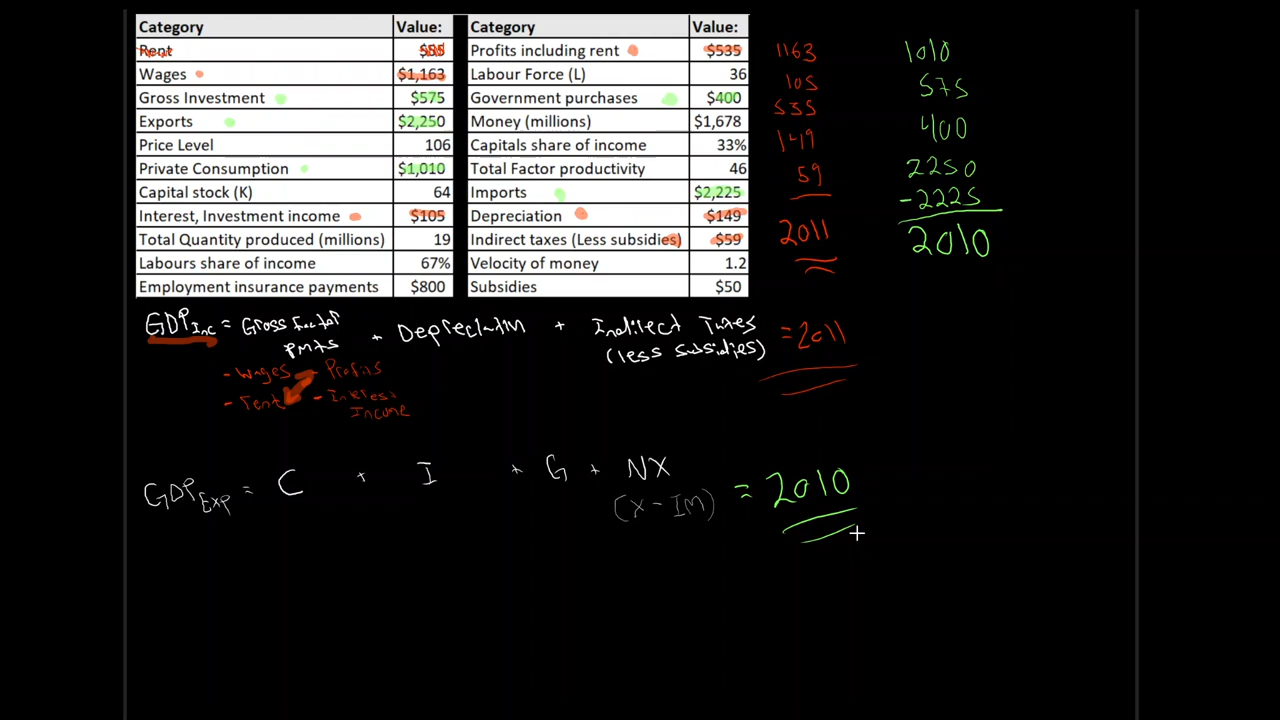 Category Value: Category Value:
Rent Profits including rent $535
Wages $1,163 Labour Force (L) 36
Gross Investment $575 Government purchases $400
Exports $2,250 Money (millions) $1,678
Price Level 106 Capitals share of income 33%
Private Consumption $1,010 Total Factor productivity 46
Capital stock (K) 64 Imports $2,225
Interest, Investment income $105 Depreciation $149
Total Quantity produced (millions) 19 Indirect taxes (Less subsidies) $59
Labours share of income 67% Velocity of money 1.2
Employment insurance payments $800 Subsidies $50
1163
105
535
149
59
2011
1010
575
400
2250
-2225
2010
GDP Inc = Gross Factor Pmts + Depreciation + Indirect Taxes (less subsidies) = 2011
- Wages - Profits
- rent - Interest Income
GDP Exp = C + I + G + NX = 2010
(X - IM)